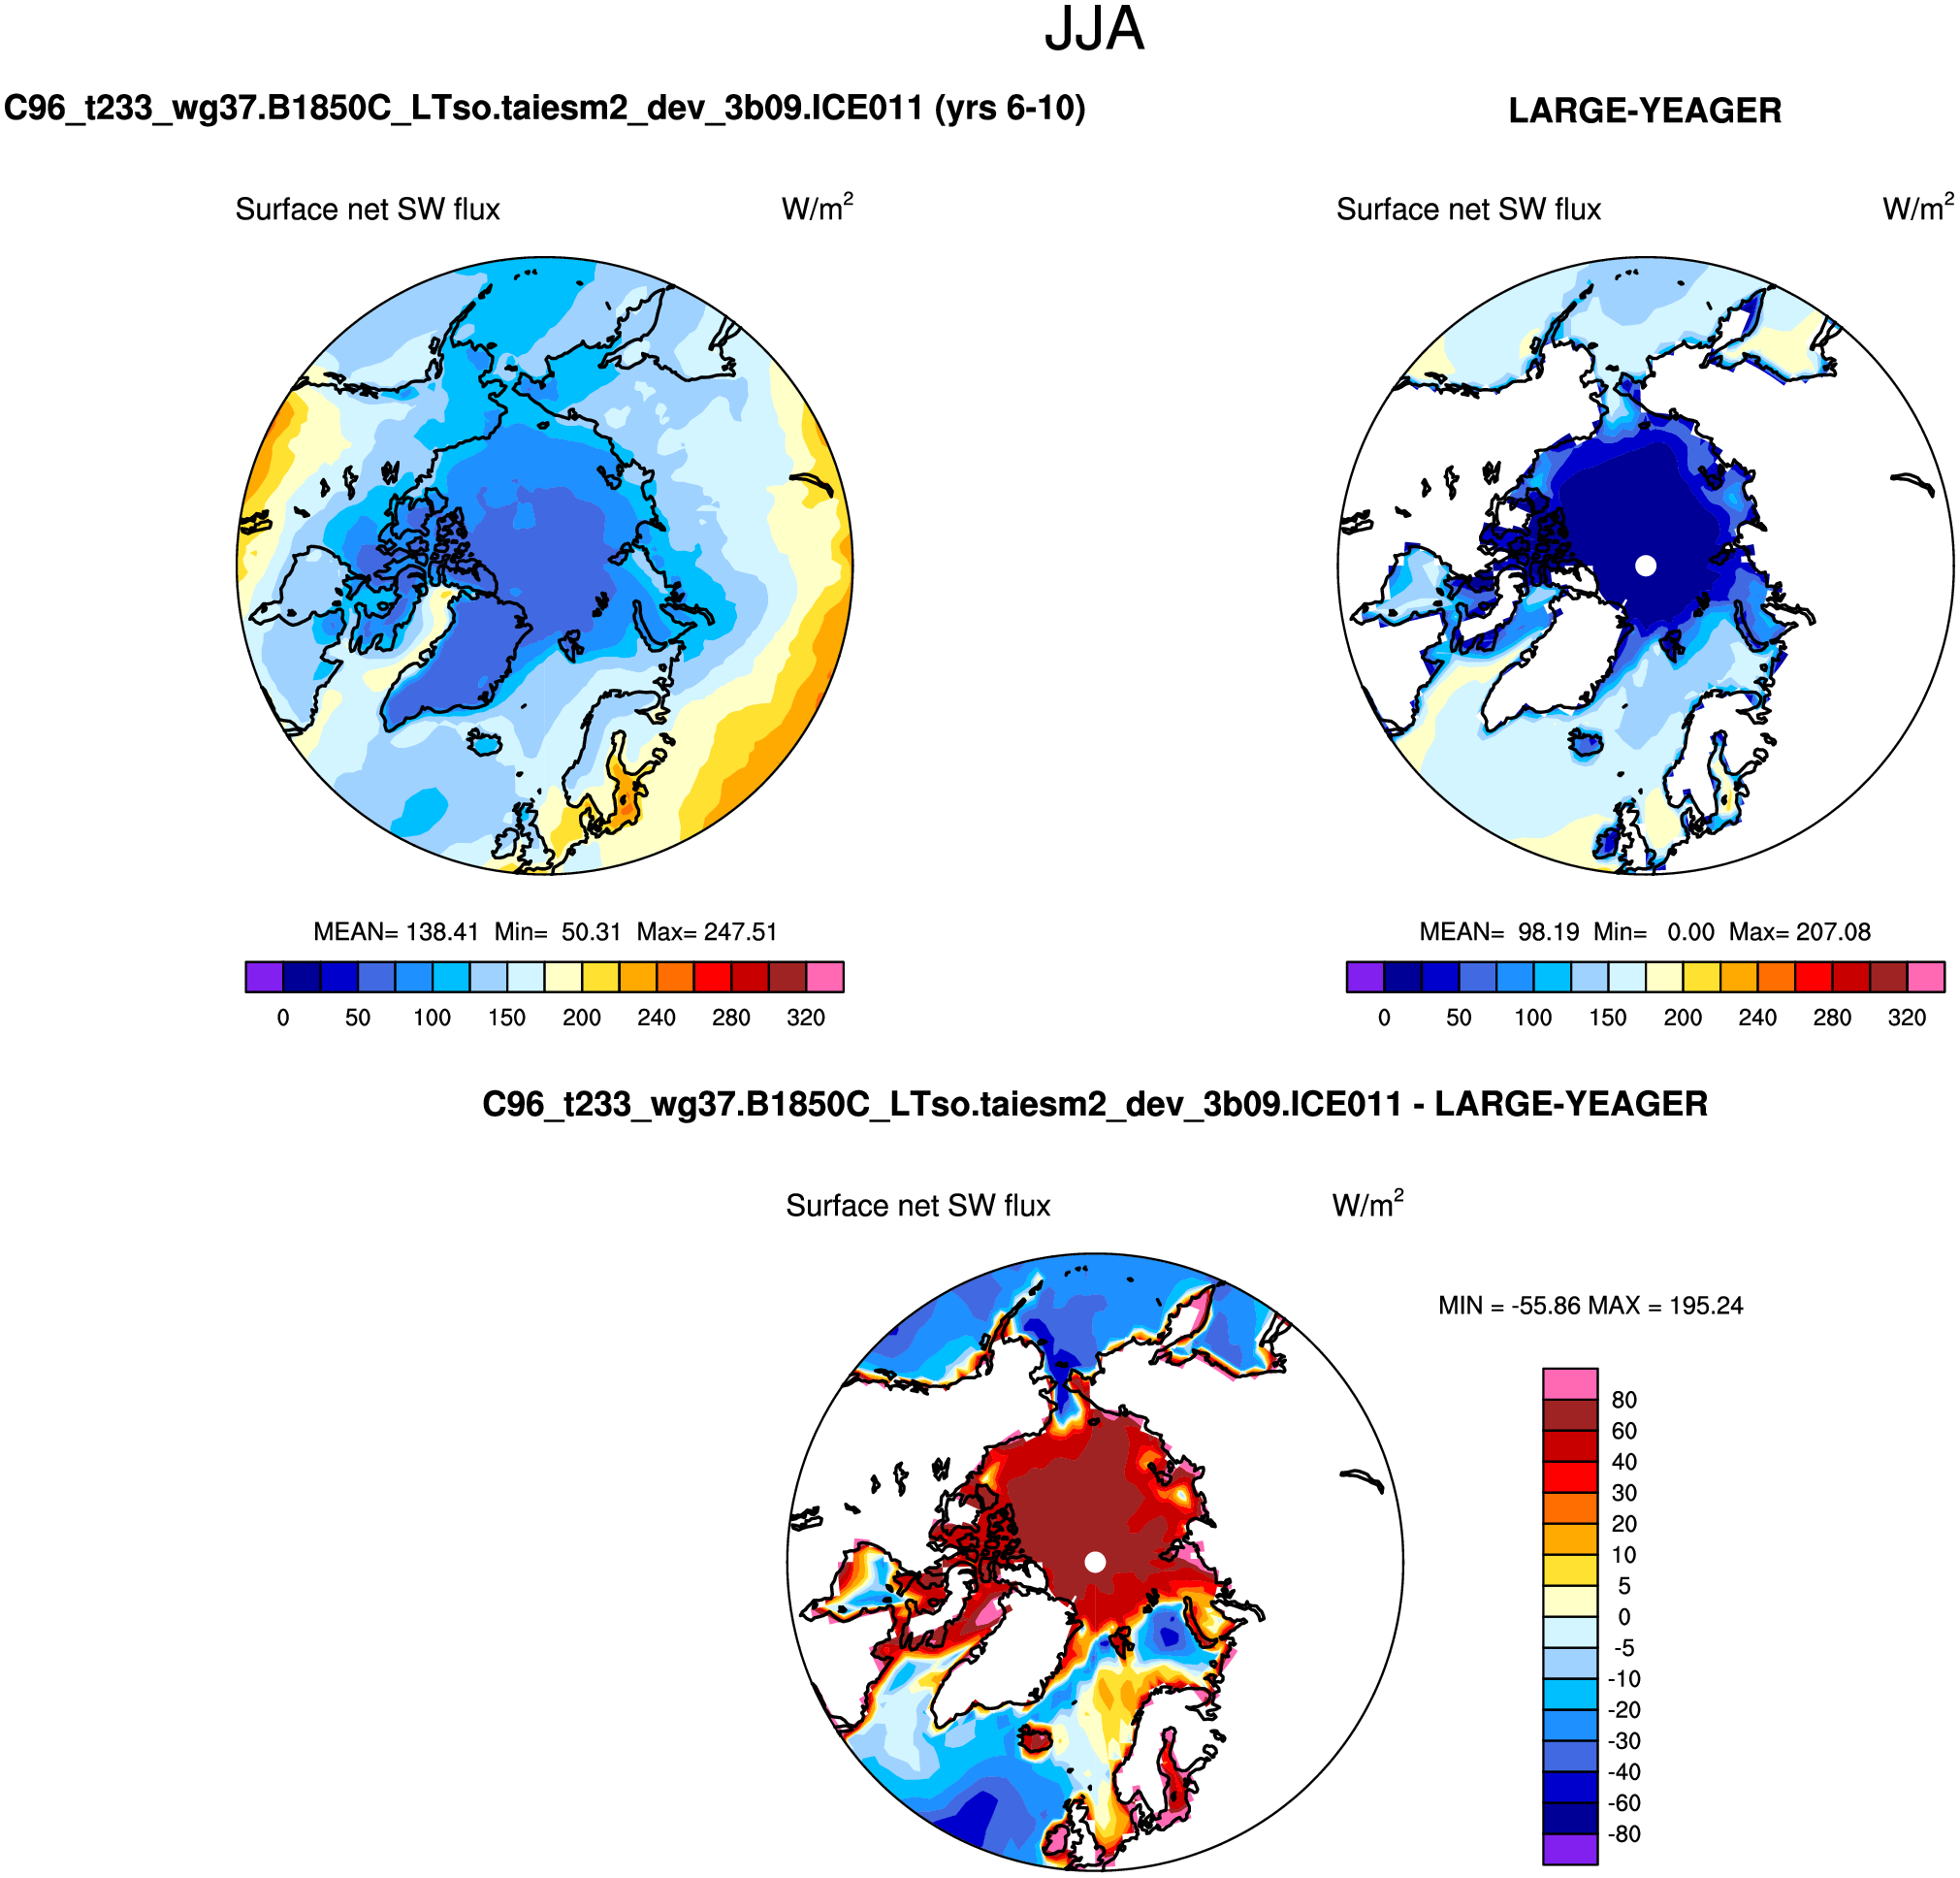 JJA
C96_t233_wg37.B1850C_LTso.taiesm2_dev_3b09.ICE011 (yrs 6-10)
LARGE-YEAGER
Surface net SW flux W/m2
Surface net SW flux W/m2
MEAN= 138.41 Min= 50.31 Max= 247.51
MEAN= 98.19 Min= 0.00 Max= 207.08
0 50 100 150 200 240 280 320
0 50 100 150 200 240 280 320
C96_t233_wg37.B1850C_LTso.taiesm2_dev_3b09.ICE011 - LARGE-YEAGER
Surface net SW flux W/m2
MIN = -55.86 MAX = 195.24
80
60
40
30
20
10
5
0
-5
-10
-20
-30
-40
-60
-80